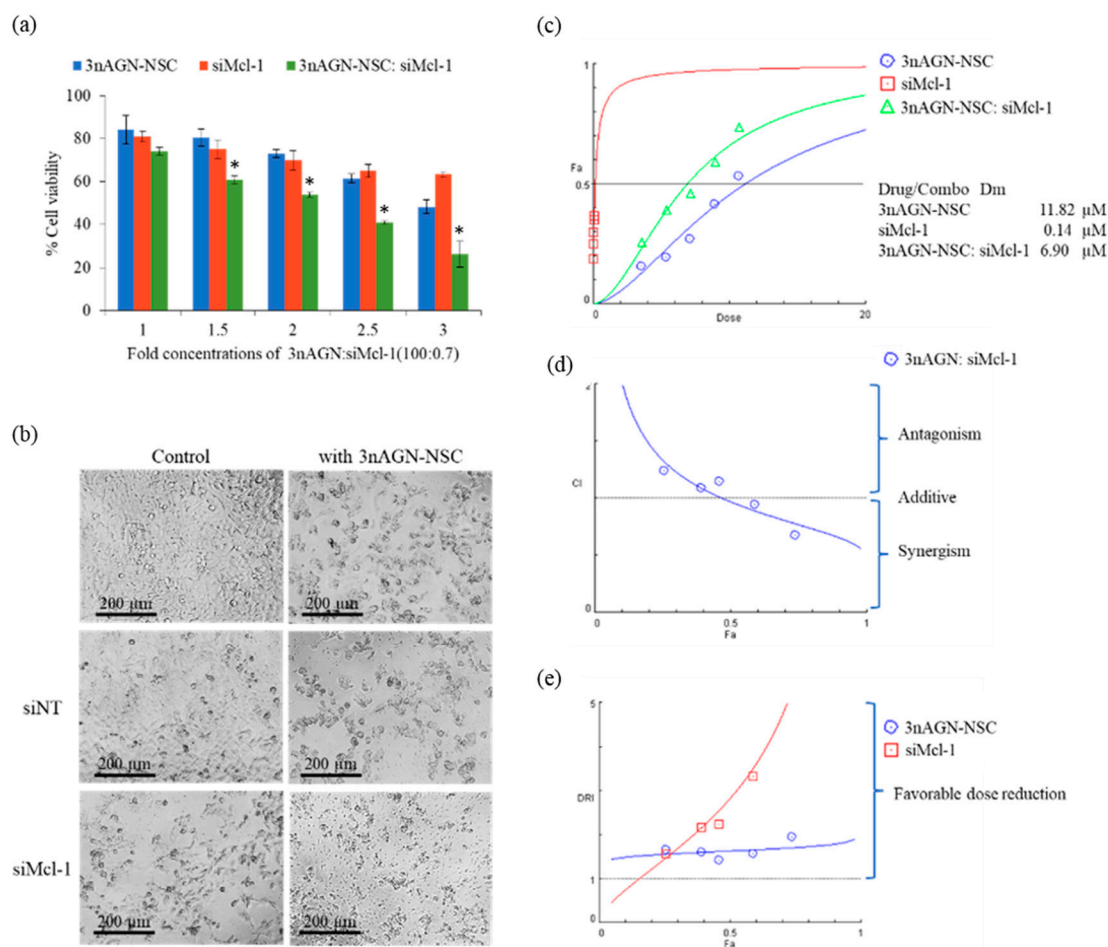 (a)
3nAGN-NSC siMcl-1 3nAGN-NSC: siMcl-1
100
80
60
40
20
0
% Cell viability
* * * *
1 1.5 2 2.5 3
Fold concentrations of 3nAGN:siMcl-1(100:0.7)
(b)
Control with 3nAGN-NSC
200 µm 200 µm
siNT
200 µm 200 µm
siMcl-1
200 µm 200 µm
(c)
1
Fa
0.5
0
0 Dose 20
3nAGN-NSC
siMcl-1
3nAGN-NSC: siMcl-1
Drug/Combo Dm
3nAGN-NSC 11.82 µM
siMcl-1 0.14 µM
3nAGN-NSC: siMcl-1 6.90 µM
(d)
3nAGN: siMcl-1
CI
0
0.5 1
Fa
Antagonism
Additive
Synergism
(e)
5
DRI
1
0
0 0.5 1
Fa
3nAGN-NSC
siMcl-1
Favorable dose reduction